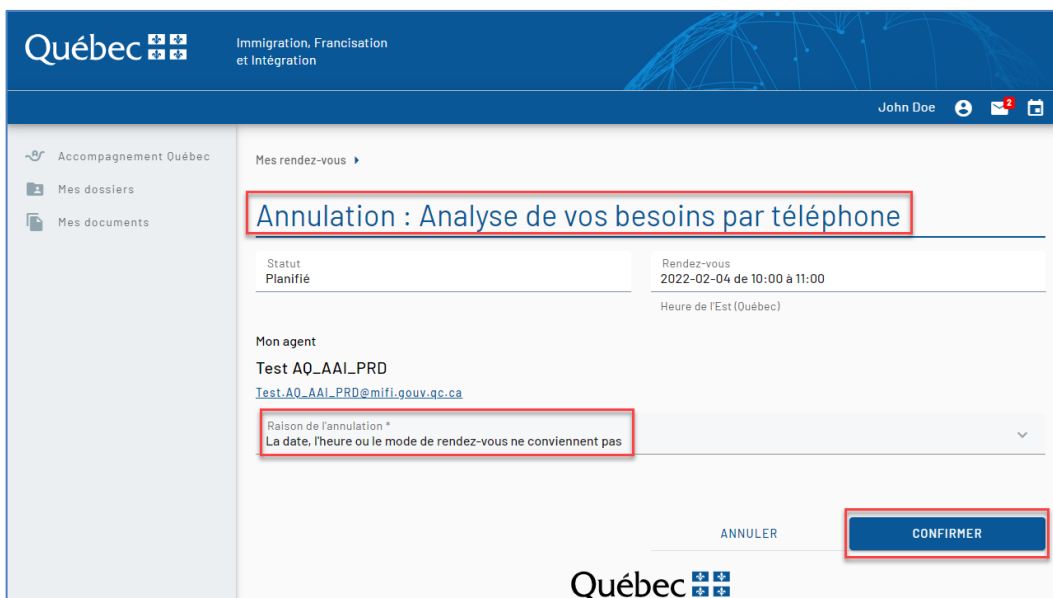 Québec
Immigration, Francisation
et Intégration
John Doe
2
Accompagnement Québec
Mes dossiers
Mes documents
Mes rendez-vous
Annulation : Analyse de vos besoins par téléphone
Statut
Planifié
Rendez-vous
2022-02-04 de 10:00 à 11:00
Heure de l'Est (Québec)
Mon agent
Test AQ_AAI_PRD
Test.AQ_AAI_PRD@mifi.gouv.qc.ca
Raison de l'annulation *
La date, l'heure ou le mode de rendez-vous ne conviennent pas
ANNULER
CONFIRMER
Québec